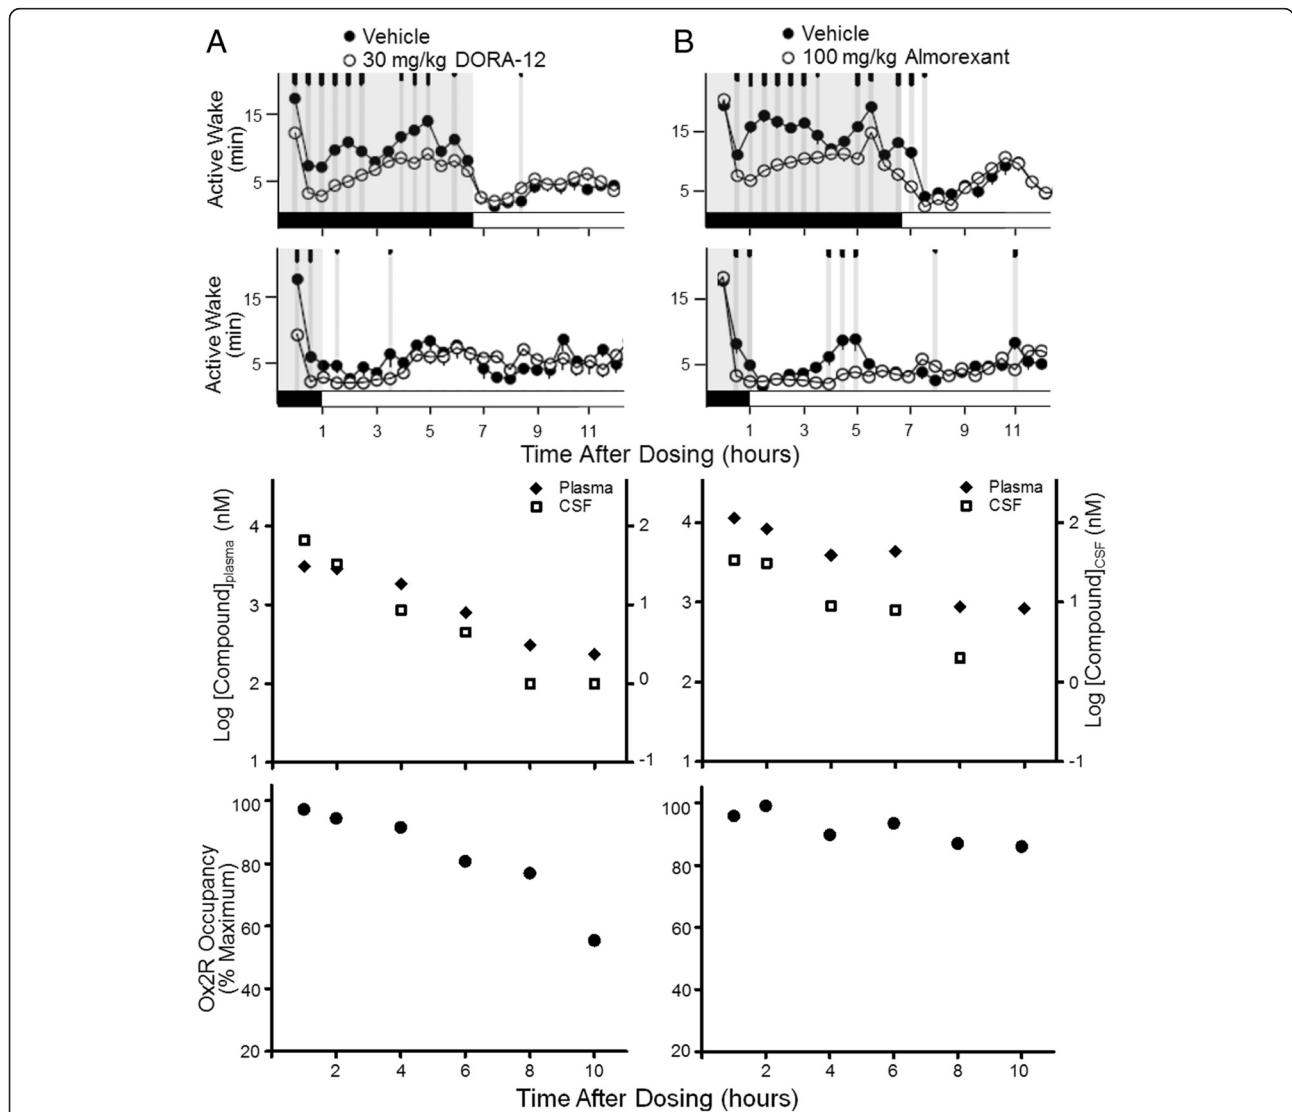 A
Vehicle
30 mg/kg DORA-12
B
Vehicle
100 mg/kg Almorexant
Active Wake
(min)
15
5
15
5
Active Wake
(min)
15
5
15
5
1 3 5 7 9 11
1 3 5 7 9 11
Time After Dosing (hours)
Log [Compound]plasma (nM)
4
3
2
1
Plasma
CSF
2
1
0
-1
4
3
2
1
Plasma
CSF
2
1
0
-1
Log [Compound]CSF (nM)
Ox2R Occupancy
(% Maximum)
100
80
60
40
20
2 4 6 8 10
100
80
60
40
20
2 4 6 8 10
Time After Dosing (hours)